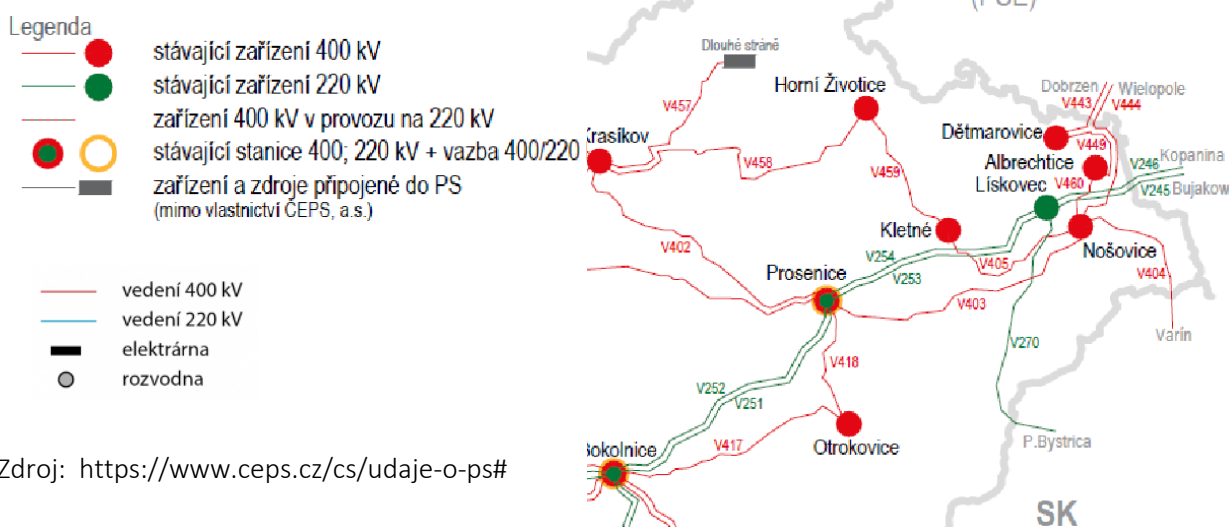 Legenda
stávající zařízení 400 kV
stávající zařízení 220 kV
zařízení 400 kV v provozu na 220 kV
stávající stanice 400; 220 kV + vazba 400/220
zařízení a zdroje připojené do PS
(mimo vlastnictví ČEPS, a.s.)
vedení 400 kV
vedení 220 kV
elektrárna
rozvodna
Zdroj: https://www.ceps.cz/cs/udaje-o-ps#
Dlouhé stráně
Horní Životice
Dobrzen
Wielopole
V443
V444
V457
Krasíkov
Dětmarovice
V449
V458
Albrechtice
V246
Kopanina
V459
Lískovec
V460
V245
Bujakow
Kletné
V402
V254
V405
Nošovice
Prosenice
V253
V404
V403
Varín
V270
V418
V252
V251
P.Bystrica
V417
Otrokovice
Sokolnice
SK